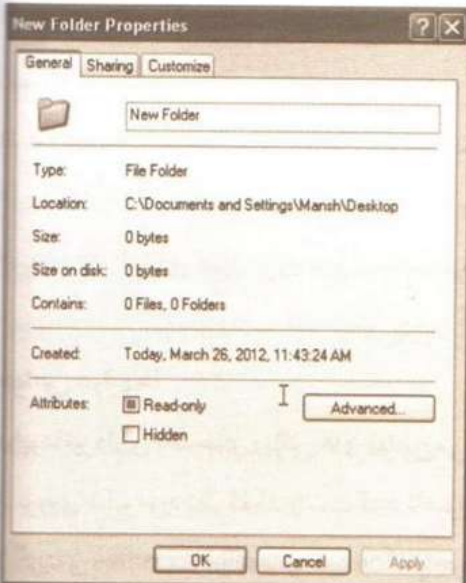 New Folder Properties
General Sharing Customize
New Folder
Type: File Folder
Location: C:\Documents and Settings\Mansh\Desktop
Size: 0 bytes
Size on disk: 0 bytes
Contains: 0 Files, 0 Folders
Created: Today, March 26, 2012, 11:43:24 AM
Attributes: Read-only Advanced...
Hidden
OK Cancel Apply